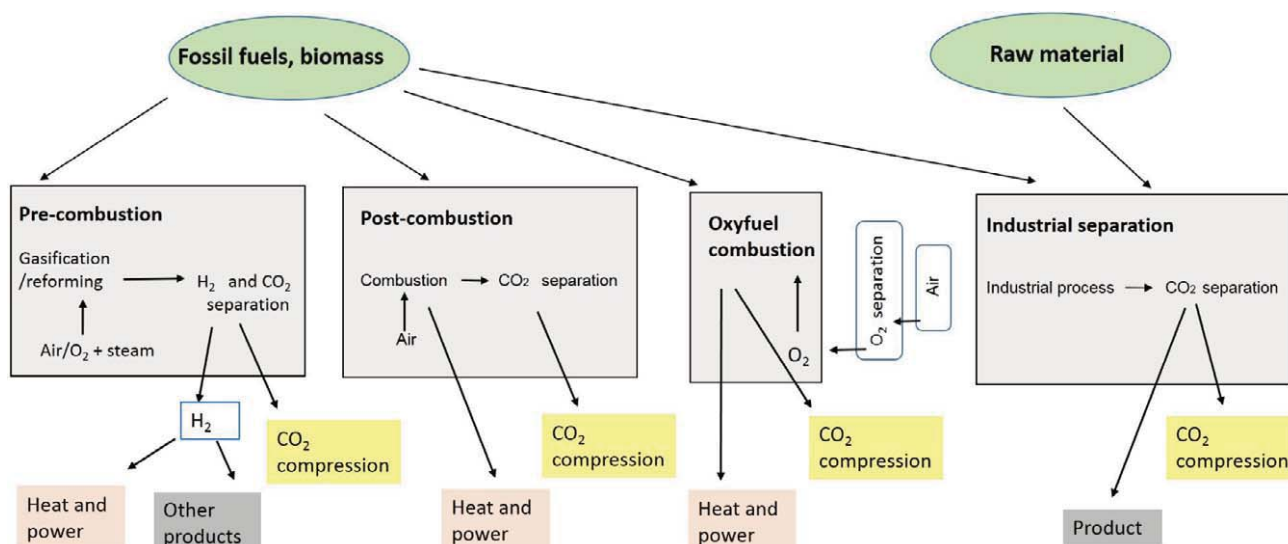 Fossil fuels, biomass
Raw material
Pre-combustion
Gasification
/reforming
H₂ and CO₂
separation
Air/O₂ + steam
H₂
CO₂
compression
Heat and
power
Other
products
Post-combustion
Combustion
CO₂ separation
Air
CO₂
compression
Heat and
power
Oxyfuel
combustion
O₂
O₂ separation
Air
CO₂
compression
Heat and
power
Industrial separation
Industrial process
CO₂ separation
CO₂
compression
Product